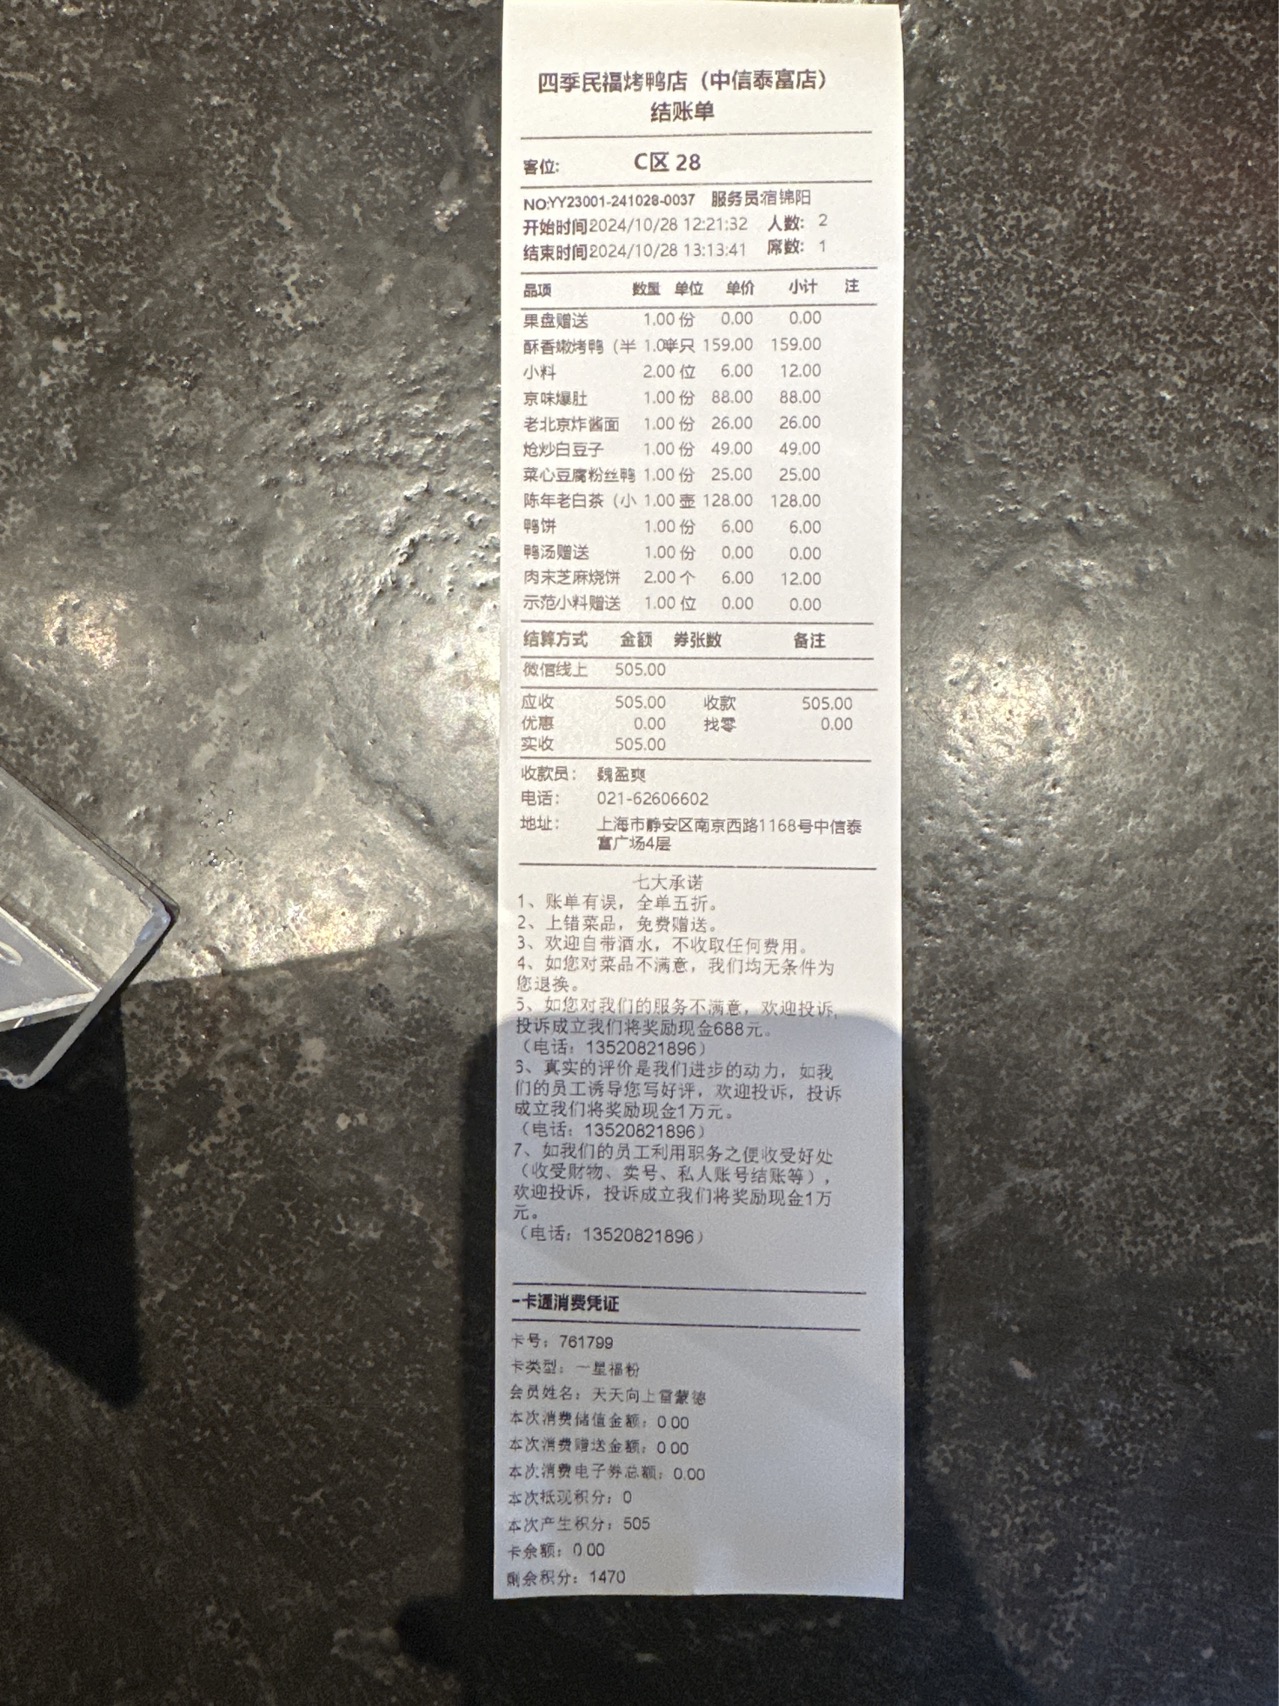 四季民福烤鸭店（中信泰富店）
结账单
客位: C区 28
NO:YY23001-241028-0037 服务员:宿锦阳
开始时间2024/10/28 12:21:32 人数: 2
结束时间2024/10/28 13:13:41 席数: 1
品项 数量 单位 单价 小计 注
果盘赠送 1.00 份 0.00 0.00
酥香嫩烤鸭（半 1.0半只 159.00 159.00
小料 2.00 位 6.00 12.00
京味爆肚 1.00 份 88.00 88.00
老北京炸酱面 1.00 份 26.00 26.00
炝炒白豆子 1.00 份 49.00 49.00
菜心豆腐粉丝鸭 1.00 份 25.00 25.00
陈年老白茶（小 1.00 壶 128.00 128.00
鸭饼 1.00 份 6.00 6.00
鸭汤赠送 1.00 份 0.00 0.00
肉末芝麻烧饼 2.00 个 6.00 12.00
示范小料赠送 1.00 位 0.00 0.00
结算方式 金额 券张数 备注
微信线上 505.00
应收 505.00 收款 505.00
优惠 0.00 找零 0.00
实收 505.00
收款员: 魏盈爽
电话: 021-62606602
地址: 上海市静安区南京西路1168号中信泰
富广场4层
七大承诺
1、账单有误，全单五折。
2、上错菜品，免费赠送。
3、欢迎自带酒水，不收取任何费用。
4、如您对菜品不满意，我们均无条件为
您退换。
5、如您对我们的服务不满意，欢迎投诉,
投诉成立我们将奖励现金688元。
（电话：13520821896）
6、真实的评价是我们进步的动力，如我
们的员工诱导您写好评，欢迎投诉，投诉
成立我们将奖励现金1万元。
（电话：13520821896）
7、如我们的员工利用职务之便收受好处
（收受财物、卖号、私人账号结账等），
欢迎投诉，投诉成立我们将奖励现金1万
元。
（电话：13520821896）
一卡通消费凭证
卡号：761799
卡类型：一星福粉
会员姓名：天天向上雷蒙德
本次消费储值金额：0.00
本次消费赠送金额：0.00
本次消费电子券总额：0.00
本次抵现积分：0
本次产生积分：505
卡余额：0.00
剩余积分：1470